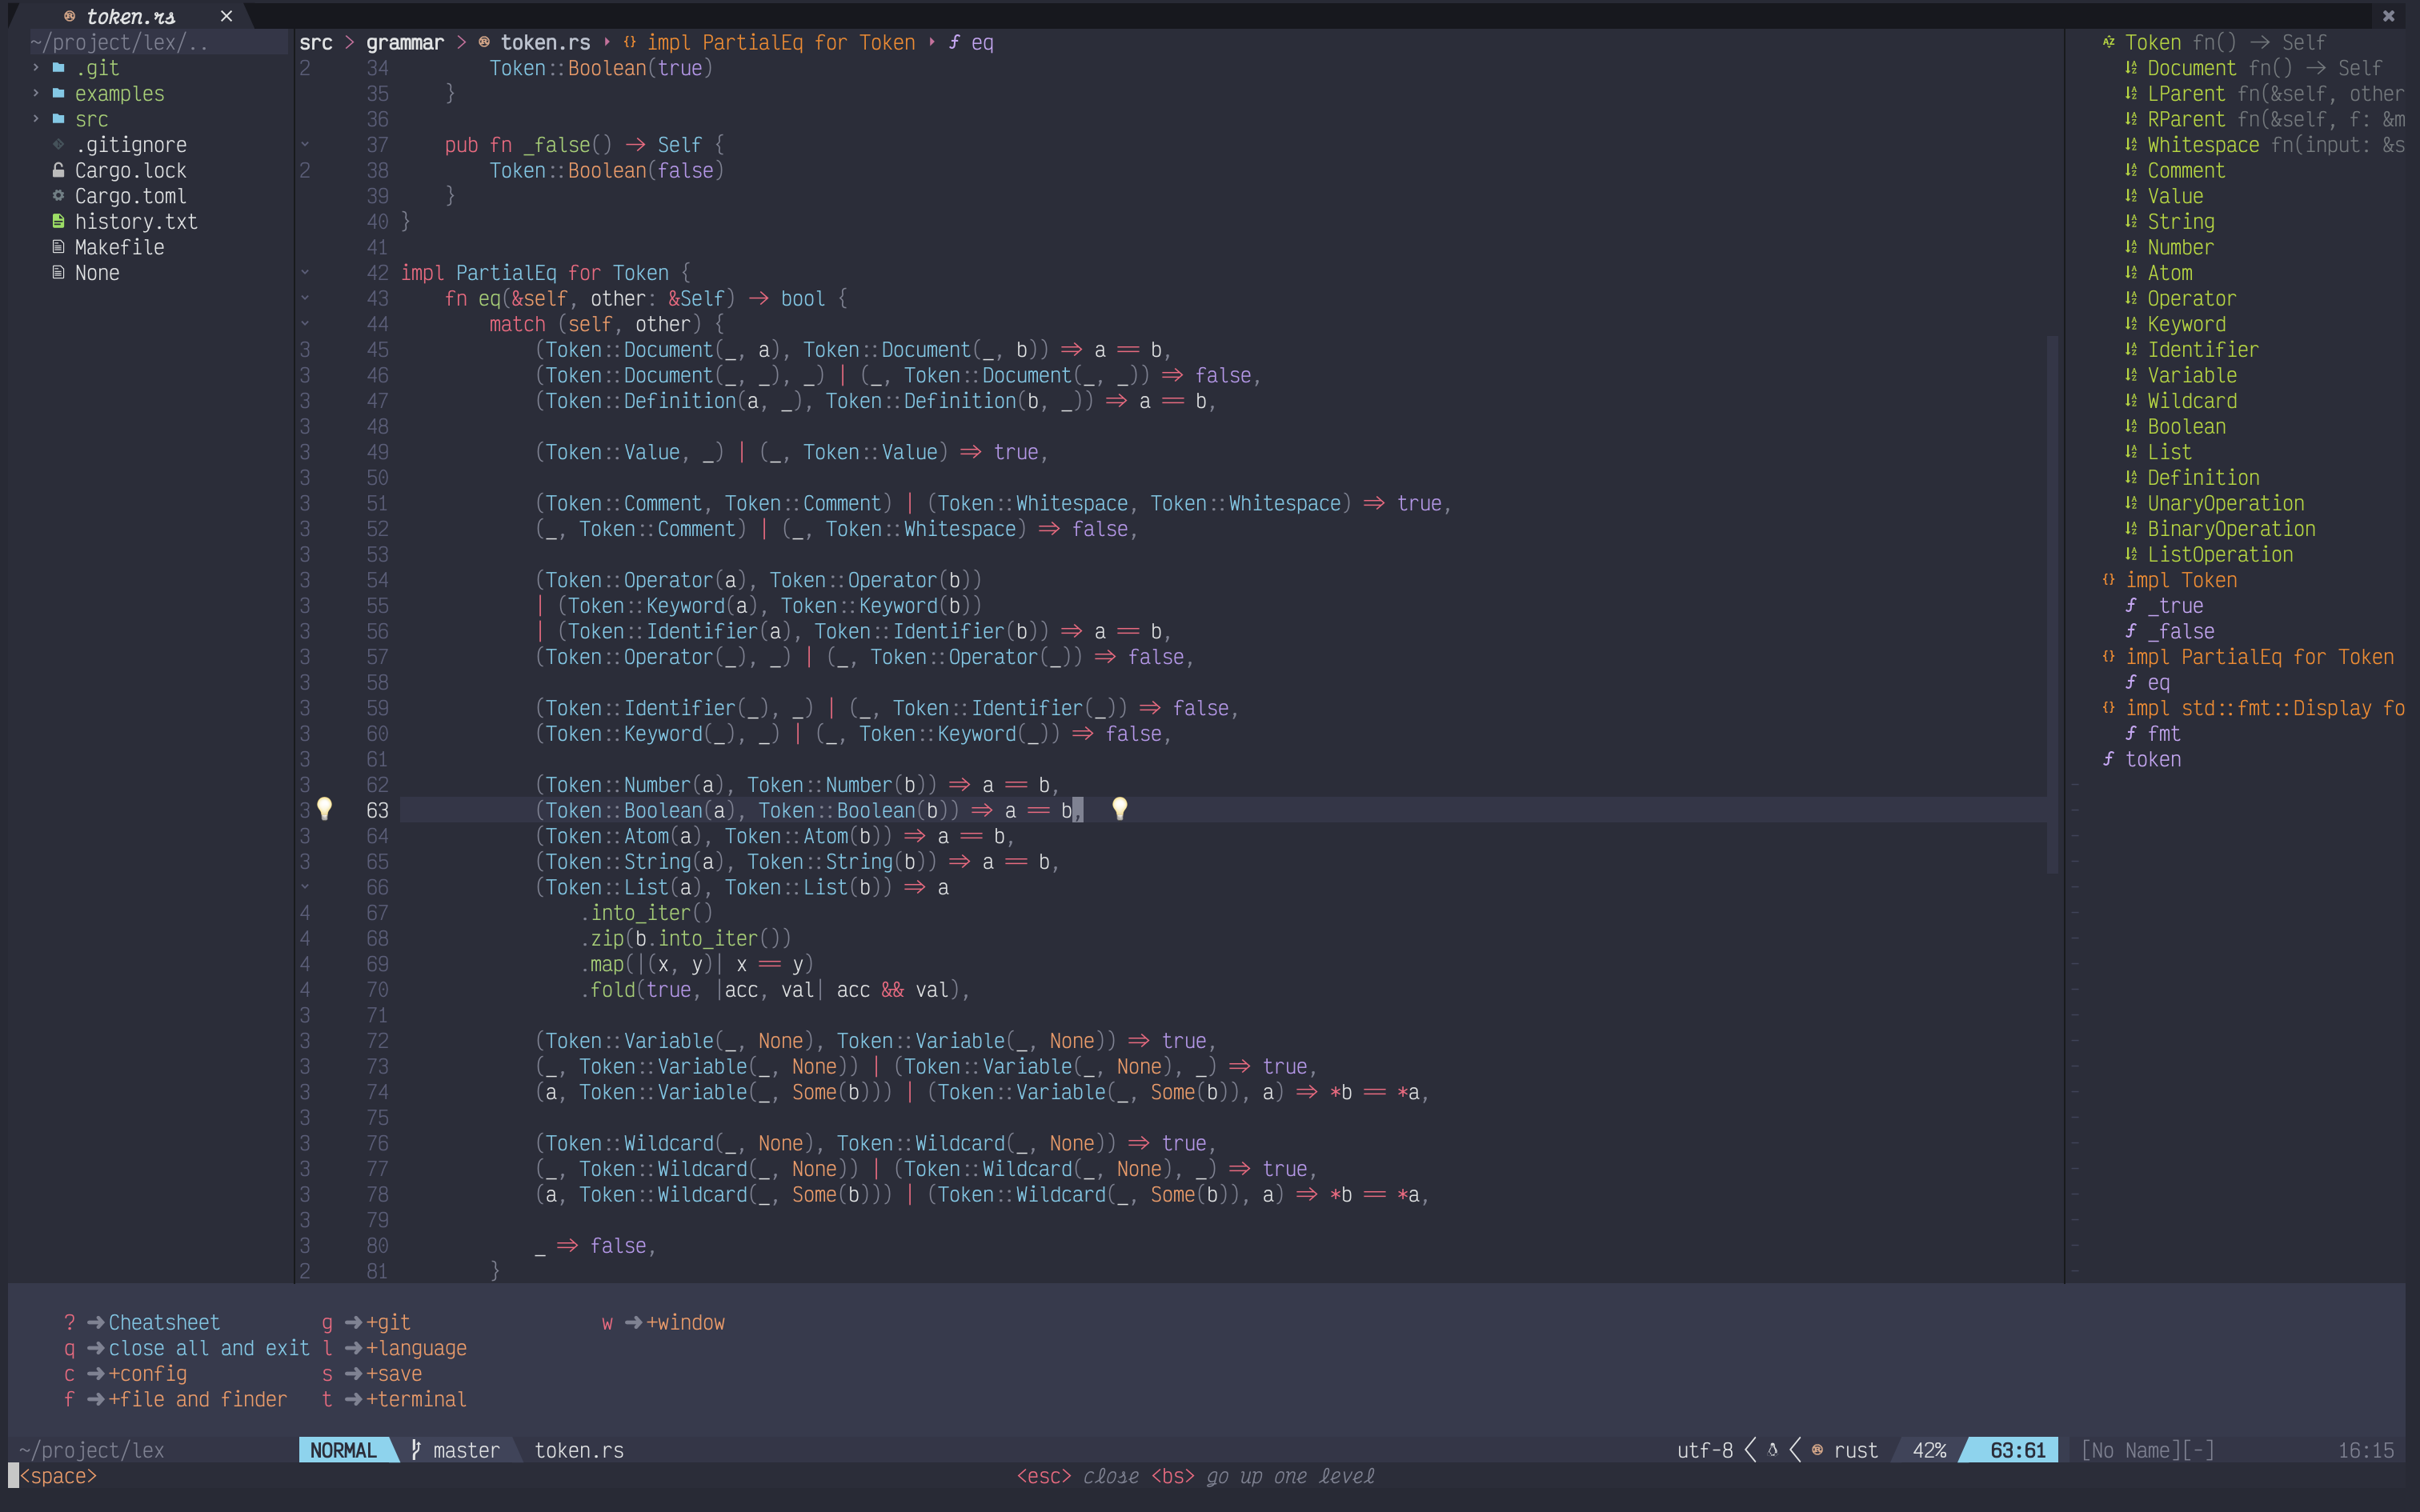 token.rs
~/project/lex/..
.git
examples
src
.gitignore
Cargo.lock
Cargo.toml
history.txt
Makefile
None
src > grammar > token.rs {} impl PartialEq for Token f eq
2 34 Token::Boolean(true)
35 }
36
37 pub fn _false() -> Self {
2 38 Token::Boolean(false)
39 }
40 }
41
42 impl PartialEq for Token {
43 fn eq(&self, other: &Self) -> bool {
44 match (self, other) {
3 45 (Token::Document(_, a), Token::Document(_, b)) => a == b,
3 46 (Token::Document(_, _), _) | (_, Token::Document(_, _)) => false,
3 47 (Token::Definition(a, _), Token::Definition(b, _)) => a == b,
3 48
3 49 (Token::Value, _) | (_, Token::Value) => true,
3 50
3 51 (Token::Comment, Token::Comment) | (Token::Whitespace, Token::Whitespace) => true,
3 52 (_, Token::Comment) | (_, Token::Whitespace) => false,
3 53
3 54 (Token::Operator(a), Token::Operator(b))
3 55 | (Token::Keyword(a), Token::Keyword(b))
3 56 | (Token::Identifier(a), Token::Identifier(b)) => a == b,
3 57 (Token::Operator(_), _) | (_, Token::Operator(_)) => false,
3 58
3 59 (Token::Identifier(_), _) | (_, Token::Identifier(_)) => false,
3 60 (Token::Keyword(_), _) | (_, Token::Keyword(_)) => false,
3 61
3 62 (Token::Number(a), Token::Number(b)) => a == b,
3 63 (Token::Boolean(a), Token::Boolean(b)) => a == b,
3 64 (Token::Atom(a), Token::Atom(b)) => a == b,
3 65 (Token::String(a), Token::String(b)) => a == b,
66 (Token::List(a), Token::List(b)) => a
4 67 .into_iter()
4 68 .zip(b.into_iter())
4 69 .map(|(x, y)| x == y)
4 70 .fold(true, |acc, val| acc && val),
3 71
3 72 (Token::Variable(_, None), Token::Variable(_, None)) => true,
3 73 (_, Token::Variable(_, None)) | (Token::Variable(_, None), _) => true,
3 74 (a, Token::Variable(_, Some(b))) | (Token::Variable(_, Some(b)), a) => *b == *a,
3 75
3 76 (Token::Wildcard(_, None), Token::Wildcard(_, None)) => true,
3 77 (_, Token::Wildcard(_, None)) | (Token::Wildcard(_, None), _) => true,
3 78 (a, Token::Wildcard(_, Some(b))) | (Token::Wildcard(_, Some(b)), a) => *b == *a,
3 79
3 80 _ => false,
2 81 }
Token fn() -> Self
Document fn() -> Self
LParent fn(&self, other
RParent fn(&self, f: &m
Whitespace fn(input: &s
Comment
Value
String
Number
Atom
Operator
Keyword
Identifier
Variable
Wildcard
Boolean
List
Definition
UnaryOperation
BinaryOperation
ListOperation
{} impl Token
f _true
f _false
{} impl PartialEq for Token
f eq
{} impl std::fmt::Display fo
f fmt
f token
? ➜ Cheatsheet g ➜ +git w ➜ +window
q ➜ close all and exit l ➜ +language
c ➜ +config s ➜ +save
f ➜ +file and finder t ➜ +terminal
~/project/lex NORMAL master token.rs utf-8 rust 42% 63:61 [No Name][-] 16:15
<space> <esc> close <bs> go up one level